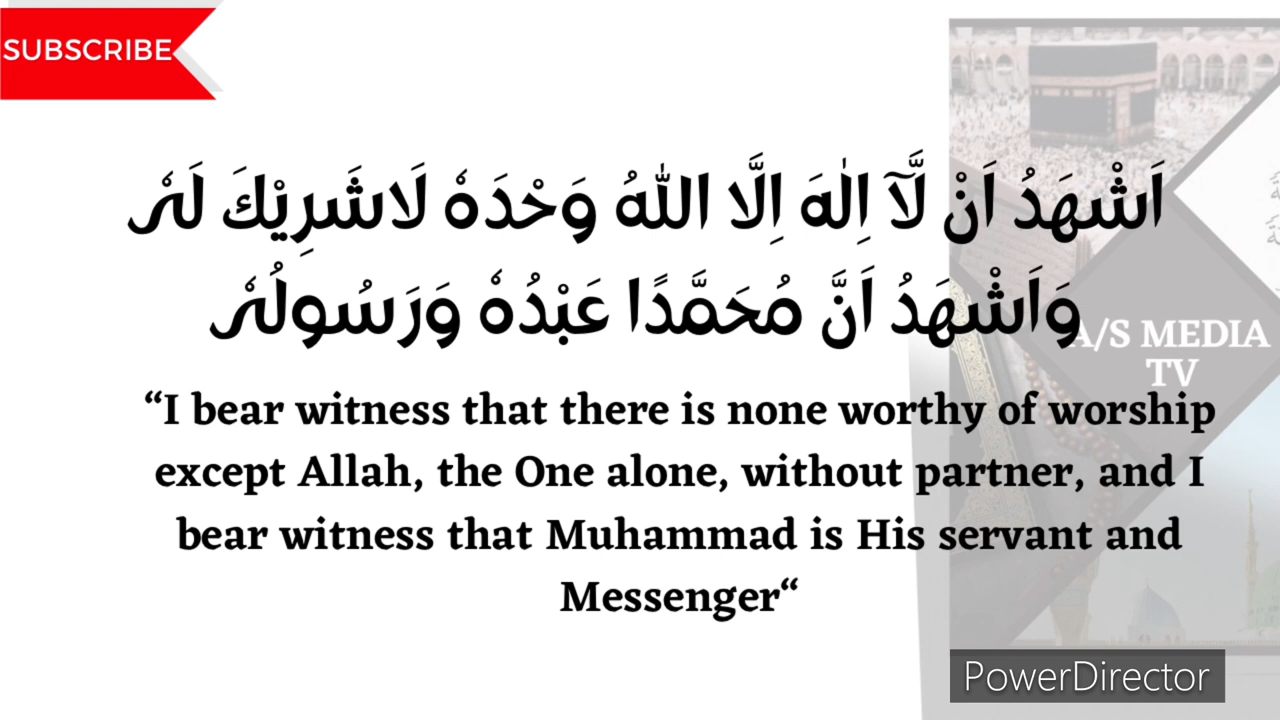 SUBSCRIBE
اَشْهَدُ اَنْ لَّآ اِلٰهَ اِلَّا اللّٰهُ وَحْدَهٗ لَاشَرِيْكَ لَهٗ
وَاَشْهَدُ اَنَّ مُحَمَّدًا عَبْدُهٗ وَرَسُولُهٗ
A/S MEDIA
TV
“I bear witness that there is none worthy of worship
except Allah, the One alone, without partner, and I
bear witness that Muhammad is His servant and
Messenger“
PowerDirector